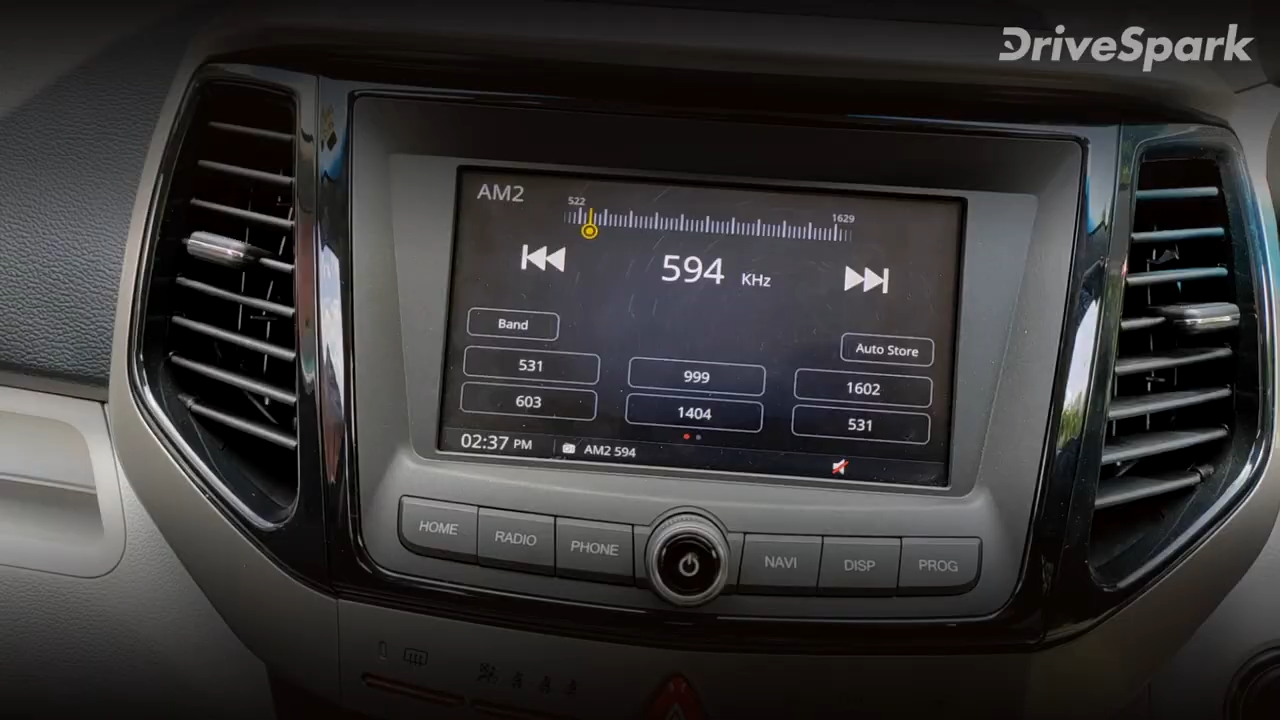 DriveSpark
AM2
522
1629
594 KHz
Band
Auto Store
531
999
1602
603
1404
531
02:37 PM
AM2 594
HOME
RADIO
PHONE
NAVI
DISP
PROG